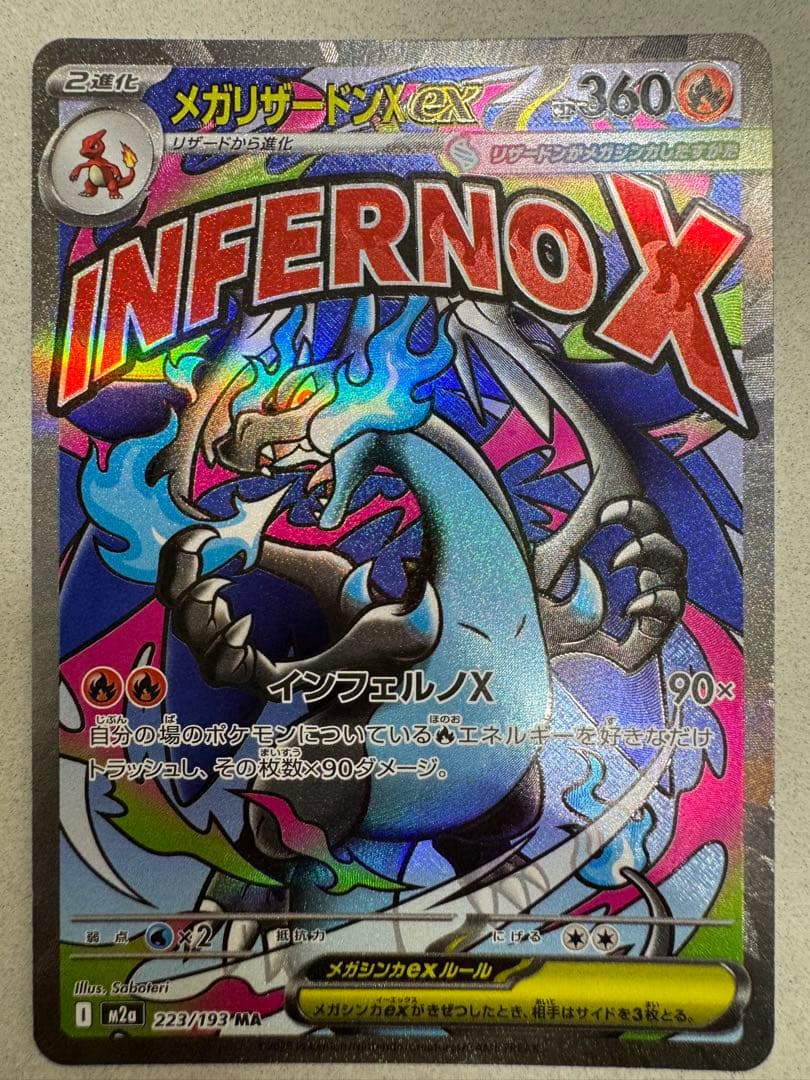 2進化
メガリザードンXex
HP360
リザードから進化
リザードンがメガシンカしたすがた
INFERNO X
インフェルノX 90×
自分の場のポケモンについている炎エネルギーを好きなだけ
トラッシュし、その枚数×90ダメージ。
弱点 ×2 抵抗力 にげる
Illus. Saboteri
メガシンカexルール
I m2a 223/193 MA
メガシンカexがきぜつしたとき、相手はサイドを3枚とる。
©2025 Pokémon/Nintendo/Creatures/GAME FREAK